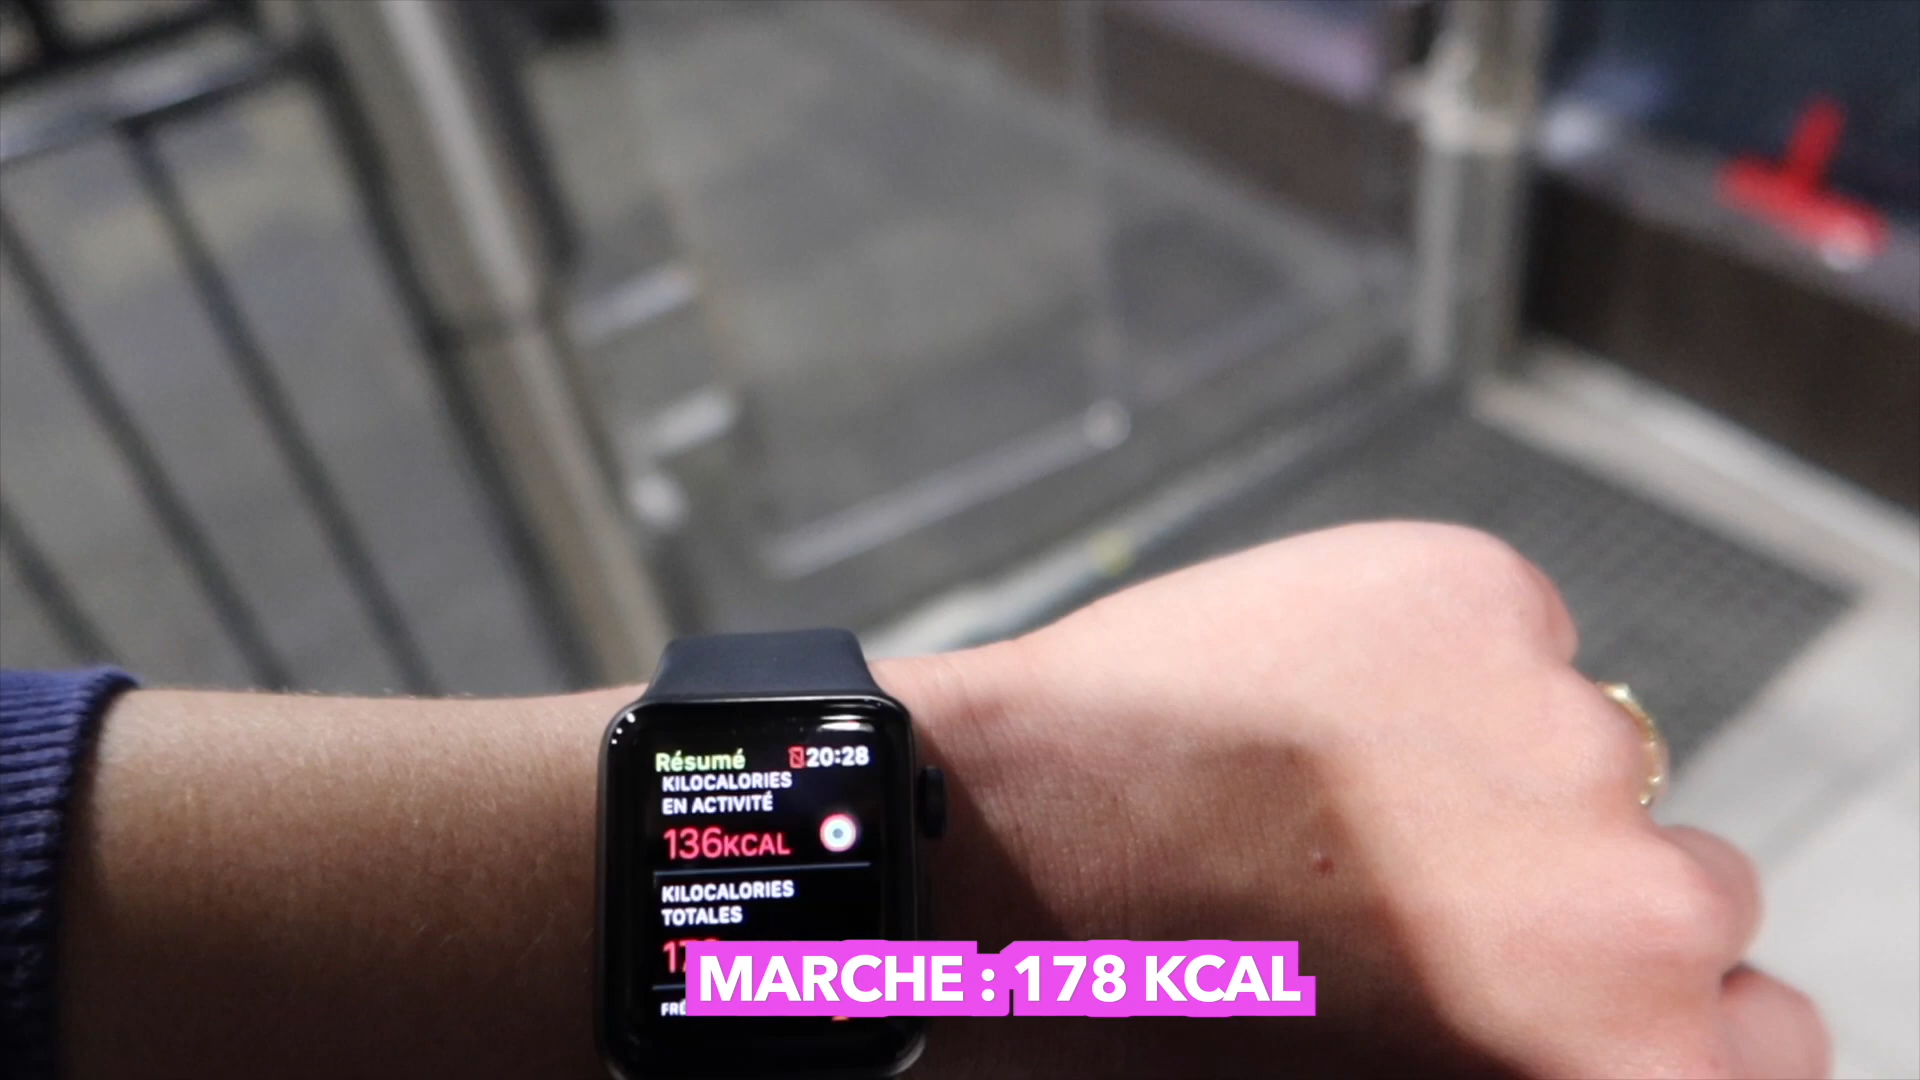 Résumé 20:28
KILOCALORIES
EN ACTIVITÉ
136KCAL
KILOCALORIES
TOTALES
MARCHE : 178 KCAL